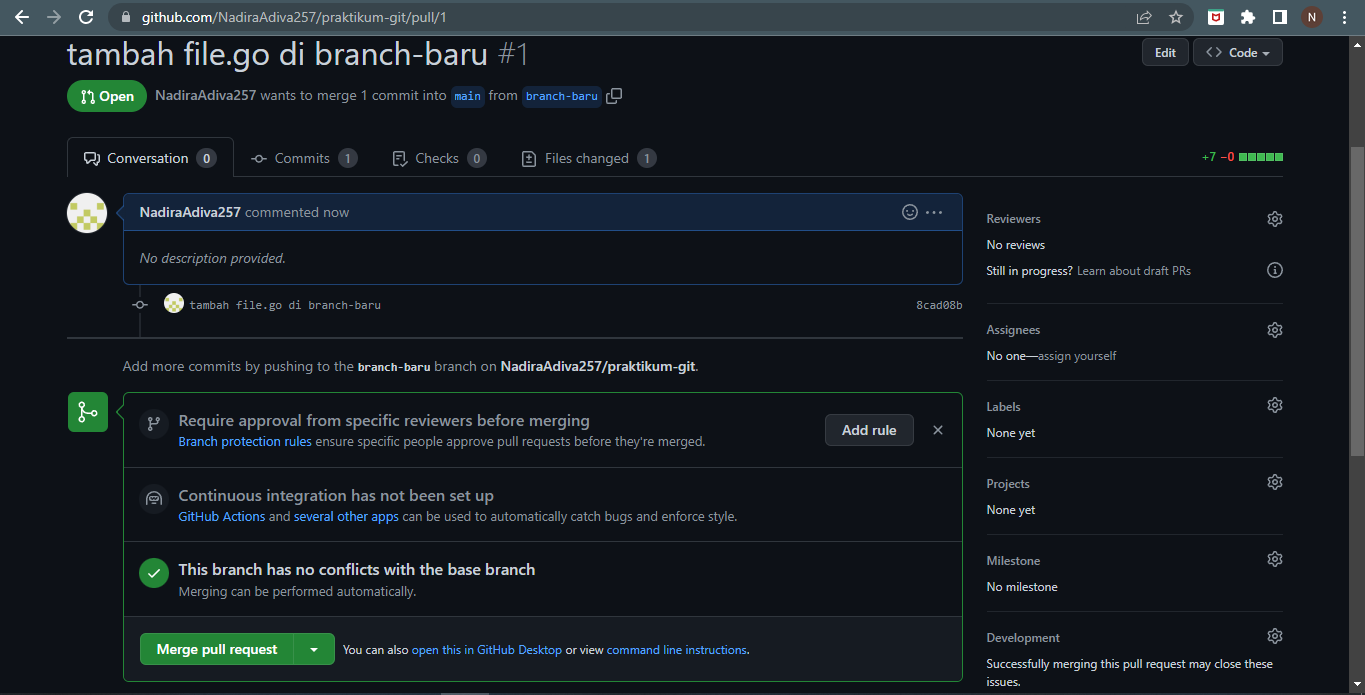 github.com/NadiraAdiva257/praktikum-git/pull/1
N
tambah file.go di branch-baru #1
Edit
<> Code
Open
NadiraAdiva257 wants to merge 1 commit into main from branch-baru
Conversation 0
Commits 1
Checks 0
Files changed 1
+7 −0
NadiraAdiva257 commented now
No description provided.
tambah file.go di branch-baru 8cad08b
Add more commits by pushing to the branch-baru branch on NadiraAdiva257/praktikum-git.
Require approval from specific reviewers before merging
Branch protection rules ensure specific people approve pull requests before they're merged.
Add rule
Continuous integration has not been set up
GitHub Actions and several other apps can be used to automatically catch bugs and enforce style.
This branch has no conflicts with the base branch
Merging can be performed automatically.
Merge pull request
You can also open this in GitHub Desktop or view command line instructions.
Reviewers
No reviews
Still in progress? Learn about draft PRs
Assignees
No one—assign yourself
Labels
None yet
Projects
None yet
Milestone
No milestone
Development
Successfully merging this pull request may close these
issues.